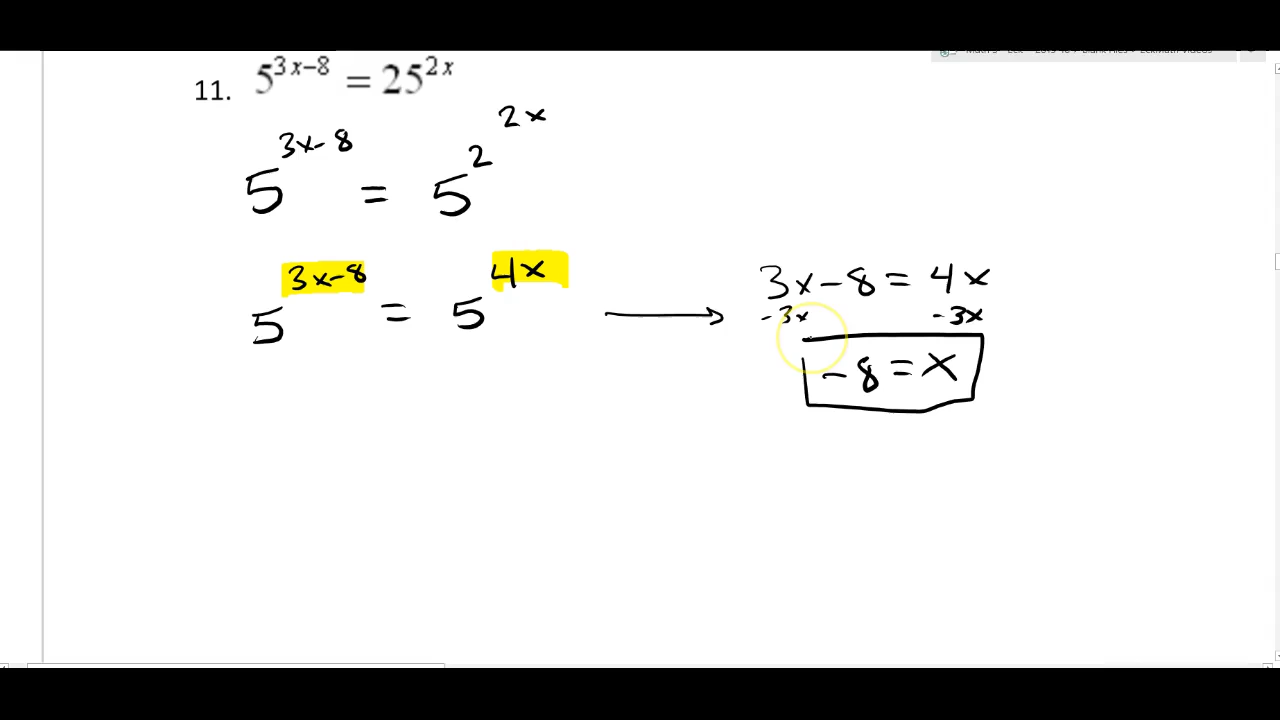 11. 5^{3x-8} = 25^{2x}
5^{3x-8} = 5^{2^{2x}}
5^{3x-8} = 5^{4x} → 3x-8 = 4x
-3x -3x
-8 = x